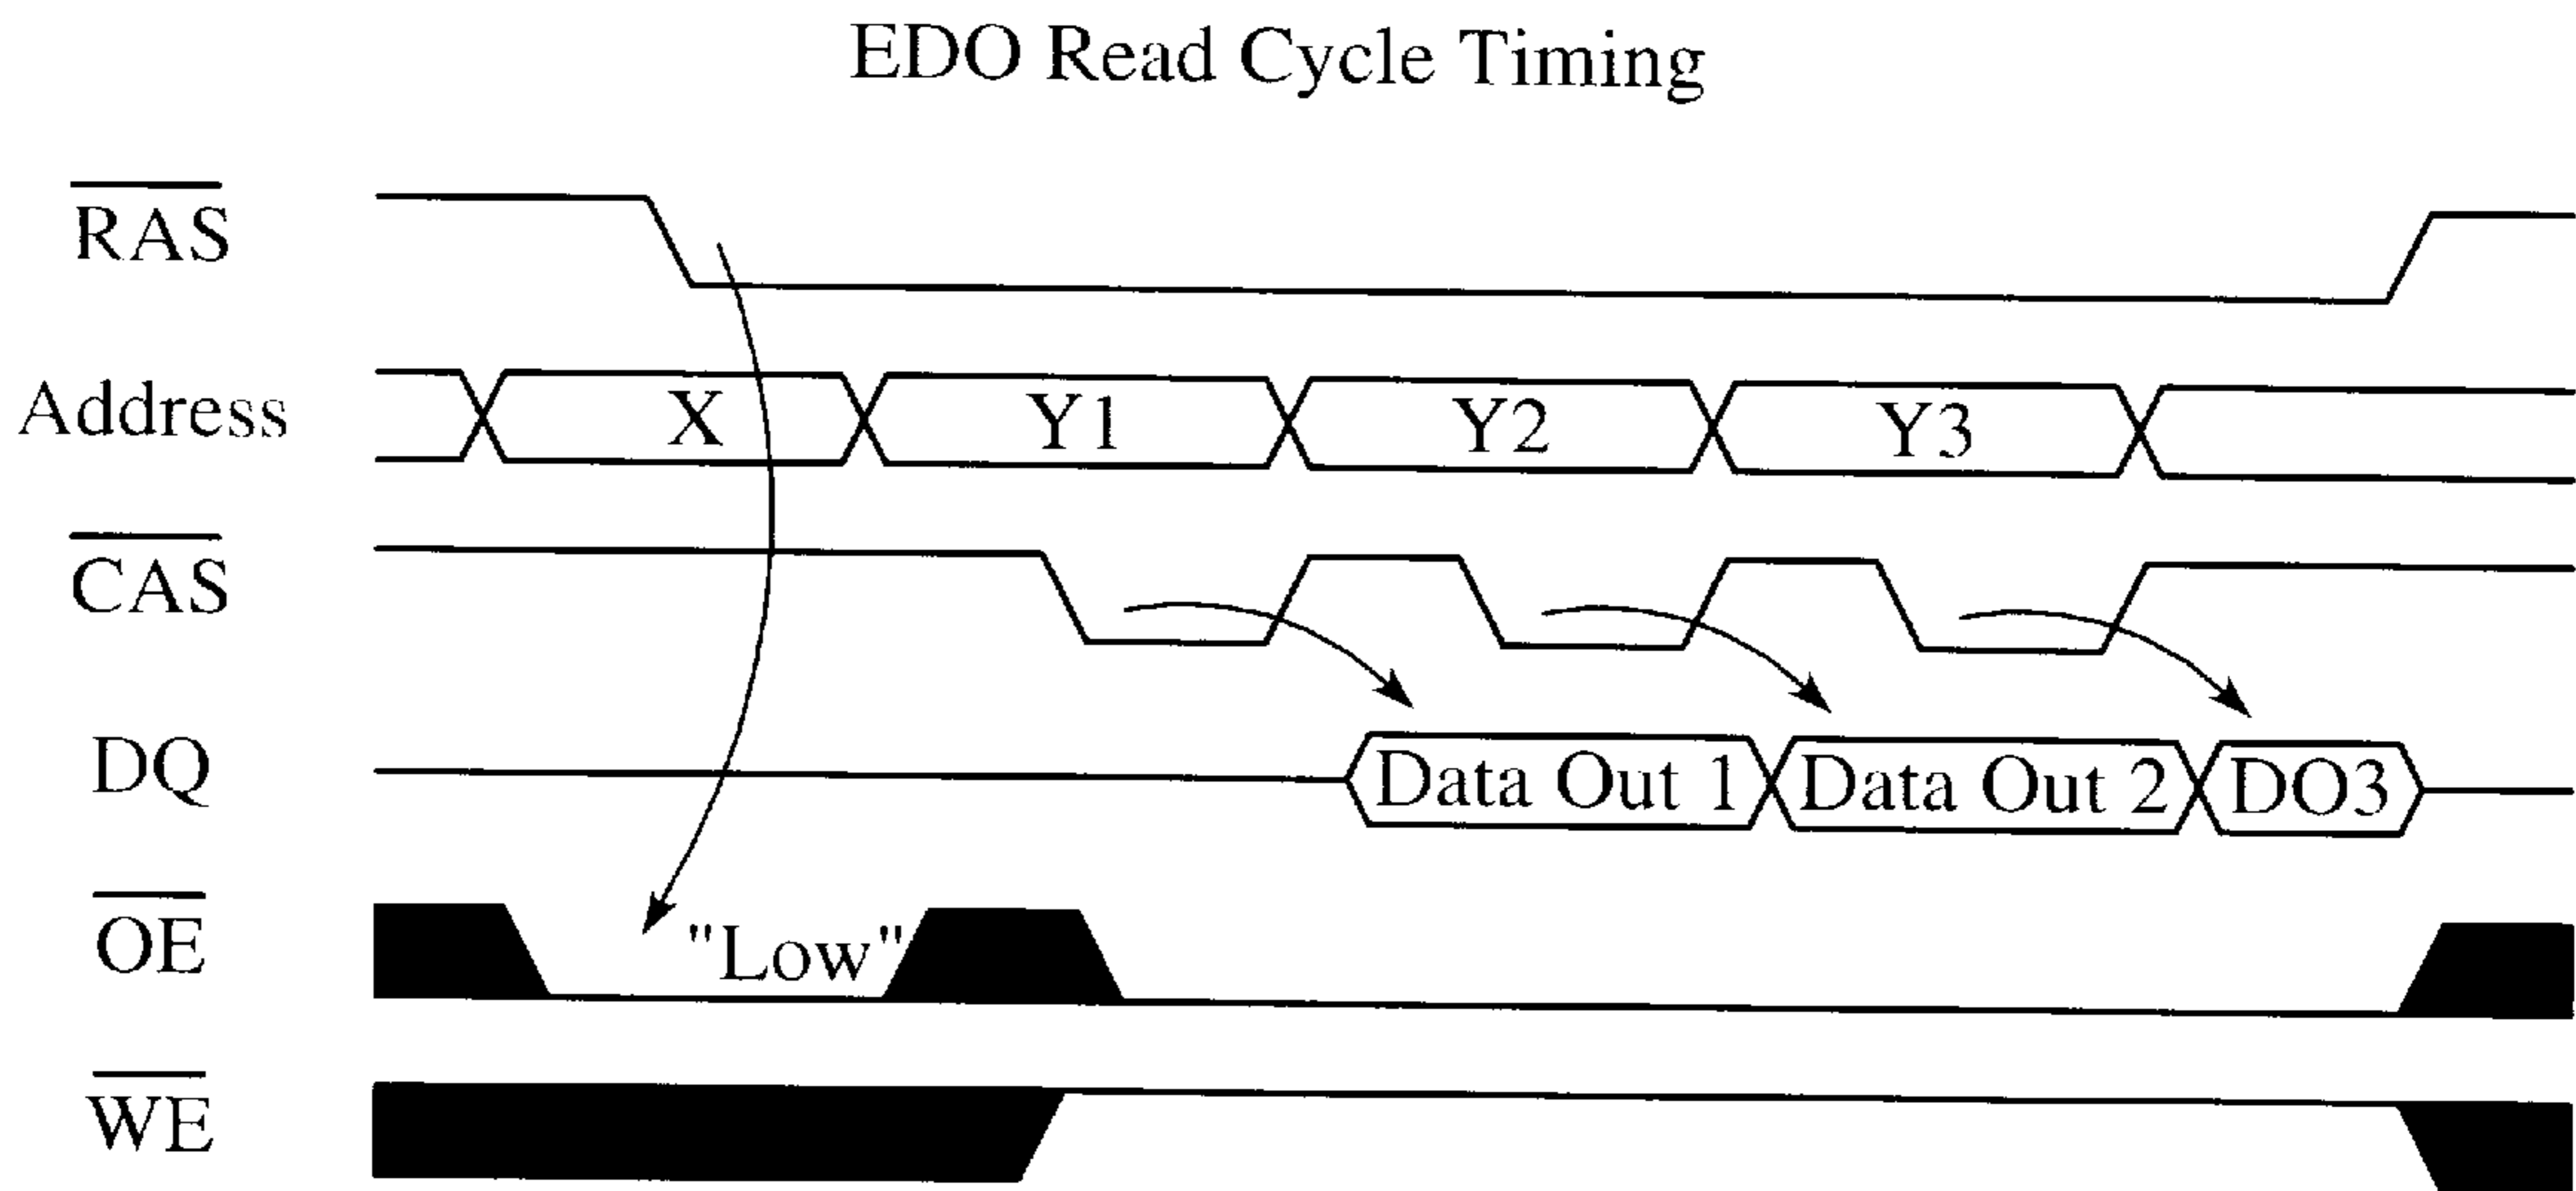 EDO Read Cycle Timing
RAS
Address X Y1 Y2 Y3
CAS
DQ Data Out 1 Data Out 2 DO3
OE "Low"
WE